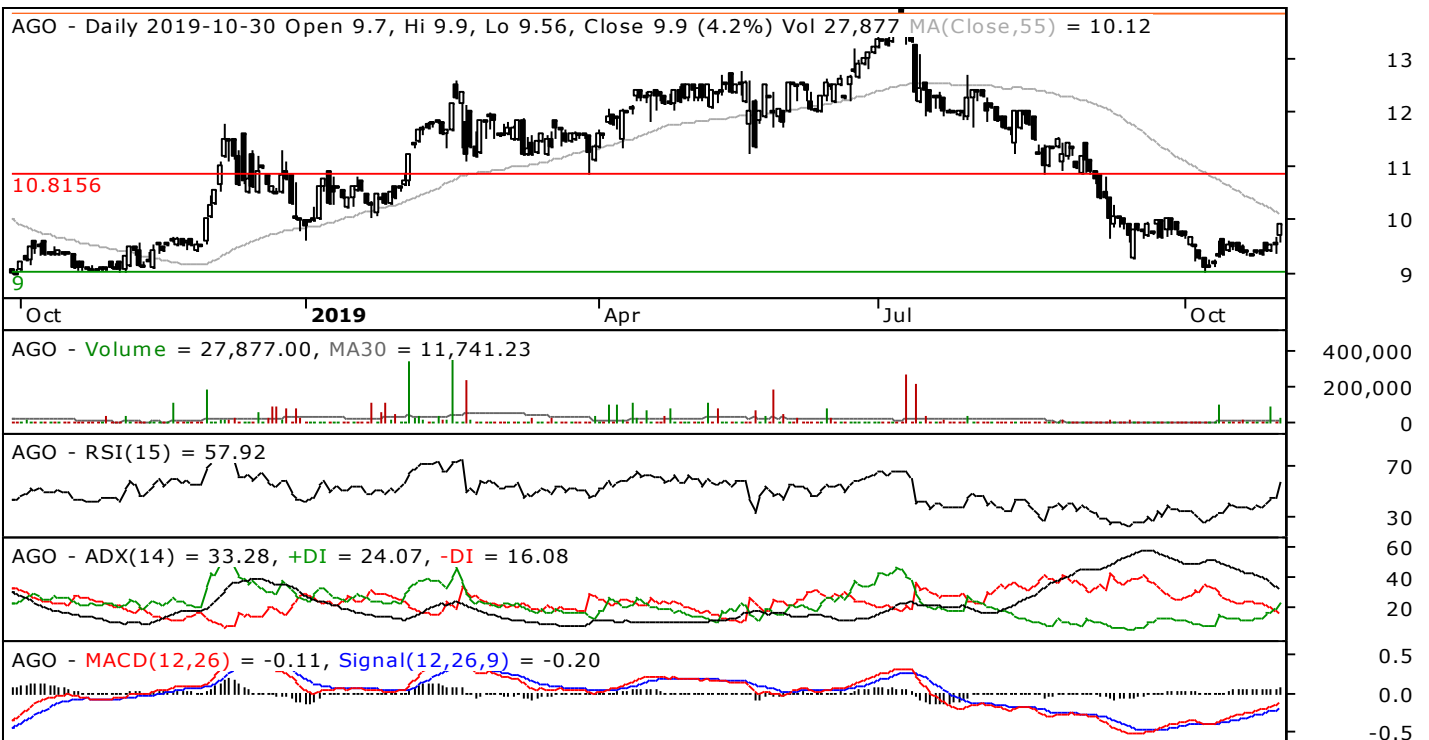 AGO - Daily 2019-10-30 Open 9.7, Hi 9.9, Lo 9.56, Close 9.9 (4.2%) Vol 27,877 MA(Close,55) = 10.12
13
12
11
10.8156
10
9
9
Oct
2019
Apr
Jul
Oct
AGO - Volume = 27,877.00, MA30 = 11,741.23
400,000
200,000
0
AGO - RSI(15) = 57.92
70
30
AGO - ADX(14) = 33.28, +DI = 24.07, -DI = 16.08
60
40
20
AGO - MACD(12,26) = -0.11, Signal(12,26,9) = -0.20
0.5
0.0
-0.5